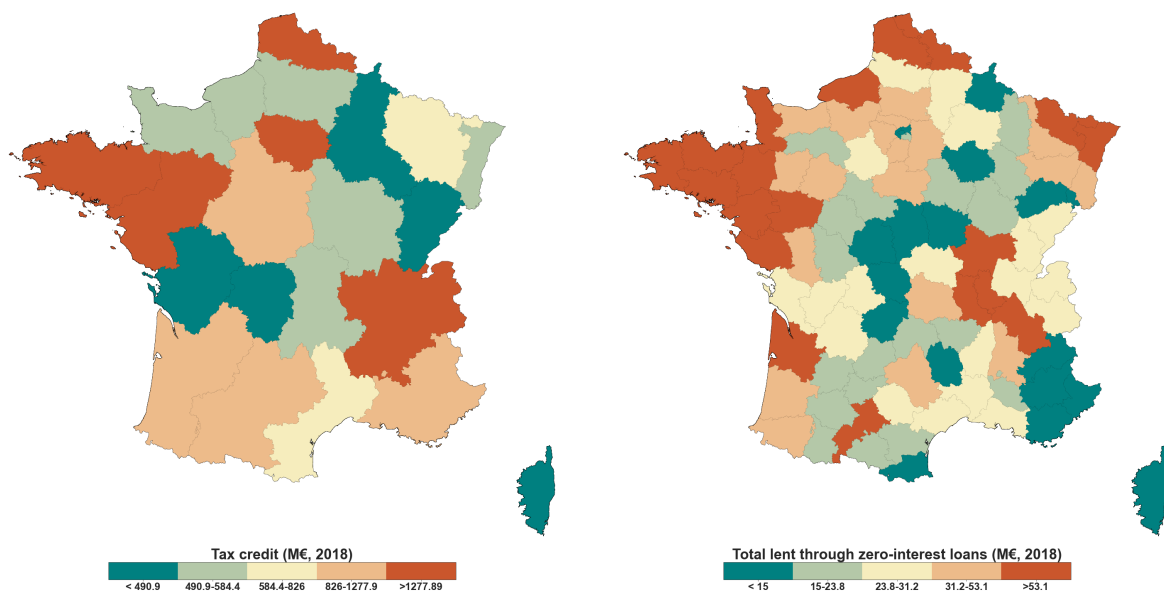 Tax credit (M€, 2018)
< 490.9 490.9-584.4 584.4-826 826-1277.9 >1277.89
Total lent through zero-interest loans (M€, 2018)
< 15 15-23.8 23.8-31.2 31.2-53.1 >53.1